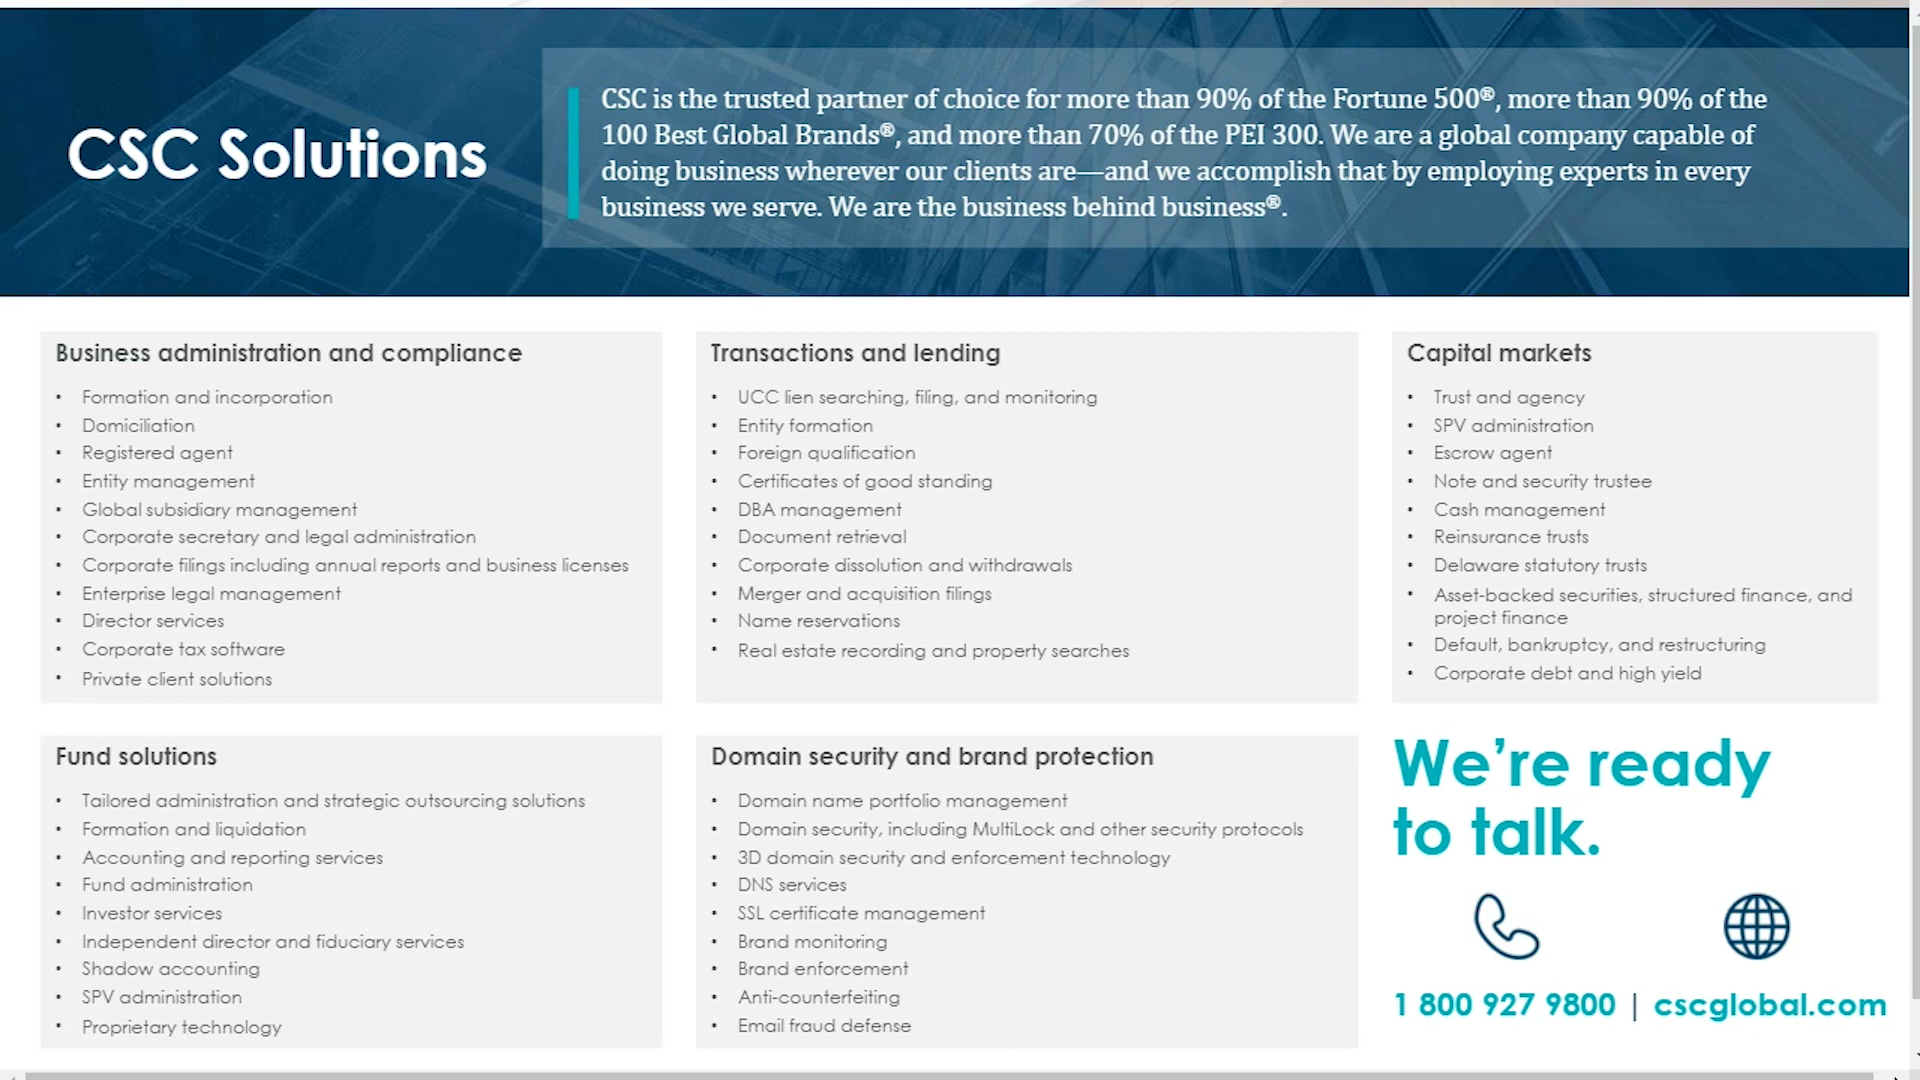 CSC Solutions
CSC is the trusted partner of choice for more than 90% of the Fortune 500®, more than 90% of the
100 Best Global Brands®, and more than 70% of the PEI 300. We are a global company capable of
doing business wherever our clients are—and we accomplish that by employing experts in every
business we serve. We are the business behind business®.
Business administration and compliance
• Formation and incorporation
• Domiciliation
• Registered agent
• Entity management
• Global subsidiary management
• Corporate secretary and legal administration
• Corporate filings including annual reports and business licenses
• Enterprise legal management
• Director services
• Corporate tax software
• Private client solutions
Transactions and lending
• UCC lien searching, filing, and monitoring
• Entity formation
• Foreign qualification
• Certificates of good standing
• DBA management
• Document retrieval
• Corporate dissolution and withdrawals
• Merger and acquisition filings
• Name reservations
• Real estate recording and property searches
Capital markets
• Trust and agency
• SPV administration
• Escrow agent
• Note and security trustee
• Cash management
• Reinsurance trusts
• Delaware statutory trusts
• Asset-backed securities, structured finance, and
project finance
• Default, bankruptcy, and restructuring
• Corporate debt and high yield
Fund solutions
• Tailored administration and strategic outsourcing solutions
• Formation and liquidation
• Accounting and reporting services
• Fund administration
• Investor services
• Independent director and fiduciary services
• Shadow accounting
• SPV administration
• Proprietary technology
Domain security and brand protection
• Domain name portfolio management
• Domain security, including MultiLock and other security protocols
• 3D domain security and enforcement technology
• DNS services
• SSL certificate management
• Brand monitoring
• Brand enforcement
• Anti-counterfeiting
• Email fraud defense
We're ready
to talk.
1 800 927 9800 | cscglobal.com